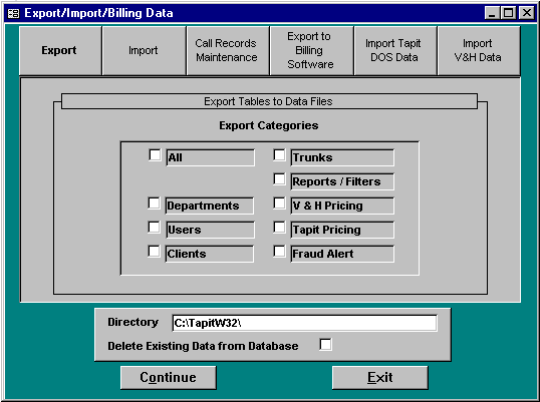 Export/Import/Billing Data
Export
Import
Call Records
Maintenance
Export to
Billing
Software
Import Tapit
DOS Data
Import
V&H Data
Export Tables to Data Files
Export Categories
All
Trunks
Reports / Filters
Departments
V & H Pricing
Users
Tapit Pricing
Clients
Fraud Alert
Directory C:\TapitW32\
Delete Existing Data from Database
Continue
Exit